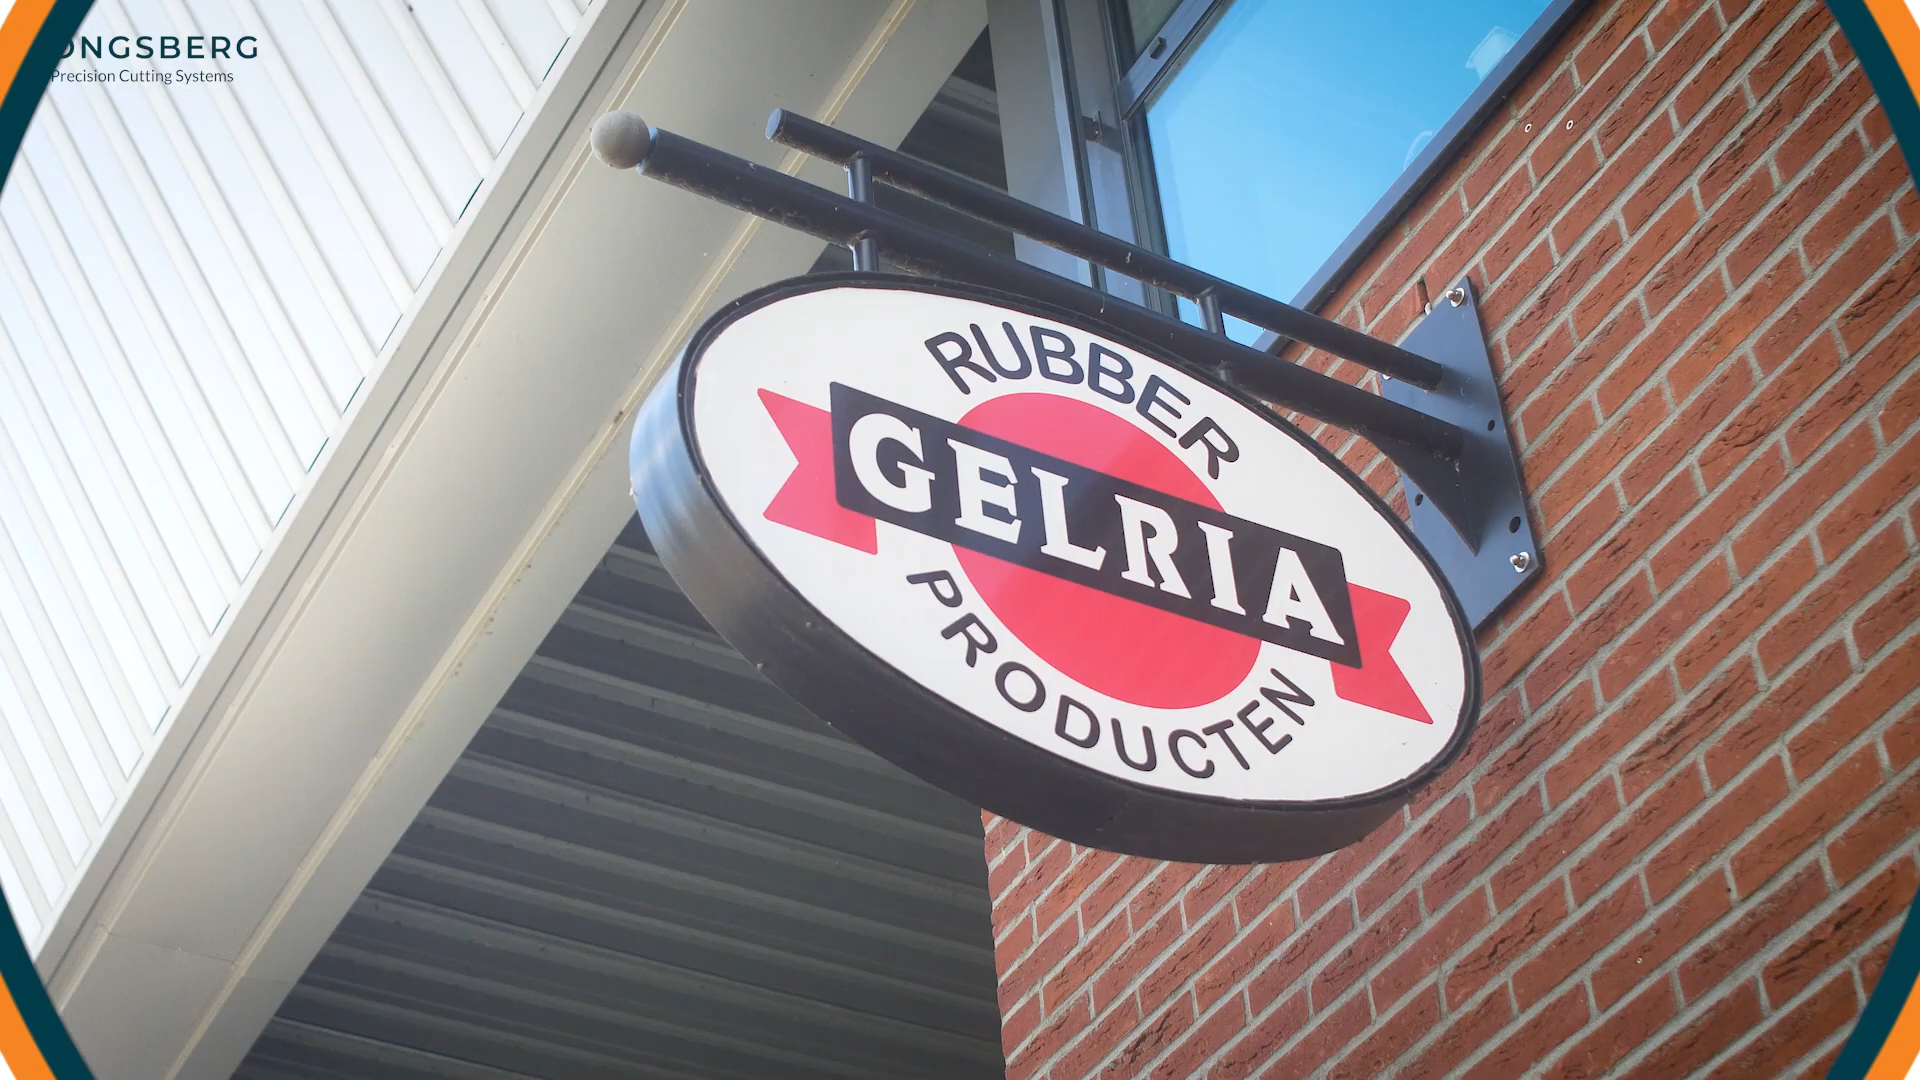 ONGSBERG
Precision Cutting Systems
RUBBER
GELRIA
PRODUCTEN